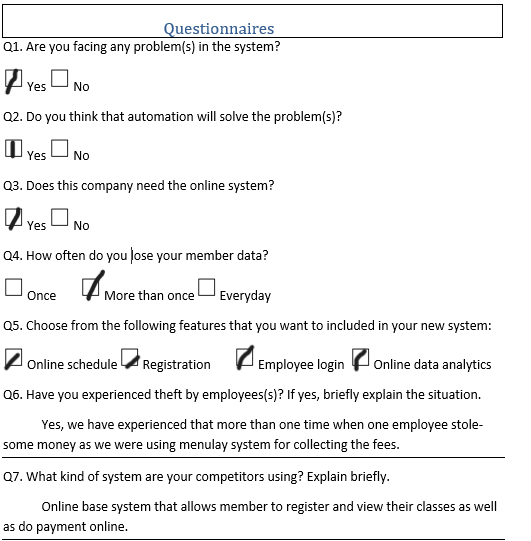 Questionnaires
Q1. Are you facing any problem(s) in the system?
Yes No
Q2. Do you think that automation will solve the problem(s)?
Yes No
Q3. Does this company need the online system?
Yes No
Q4. How often do you lose your member data?
Once More than once Everyday
Q5. Choose from the following features that you want to included in your new system:
Online schedule Registration Employee login Online data analytics
Q6. Have you experienced theft by employees(s)? If yes, briefly explain the situation.
Yes, we have experienced that more than one time when one employee stole-
some money as we were using menulay system for collecting the fees.
Q7. What kind of system are your competitors using? Explain briefly.
Online base system that allows member to register and view their classes as well
as do payment online.